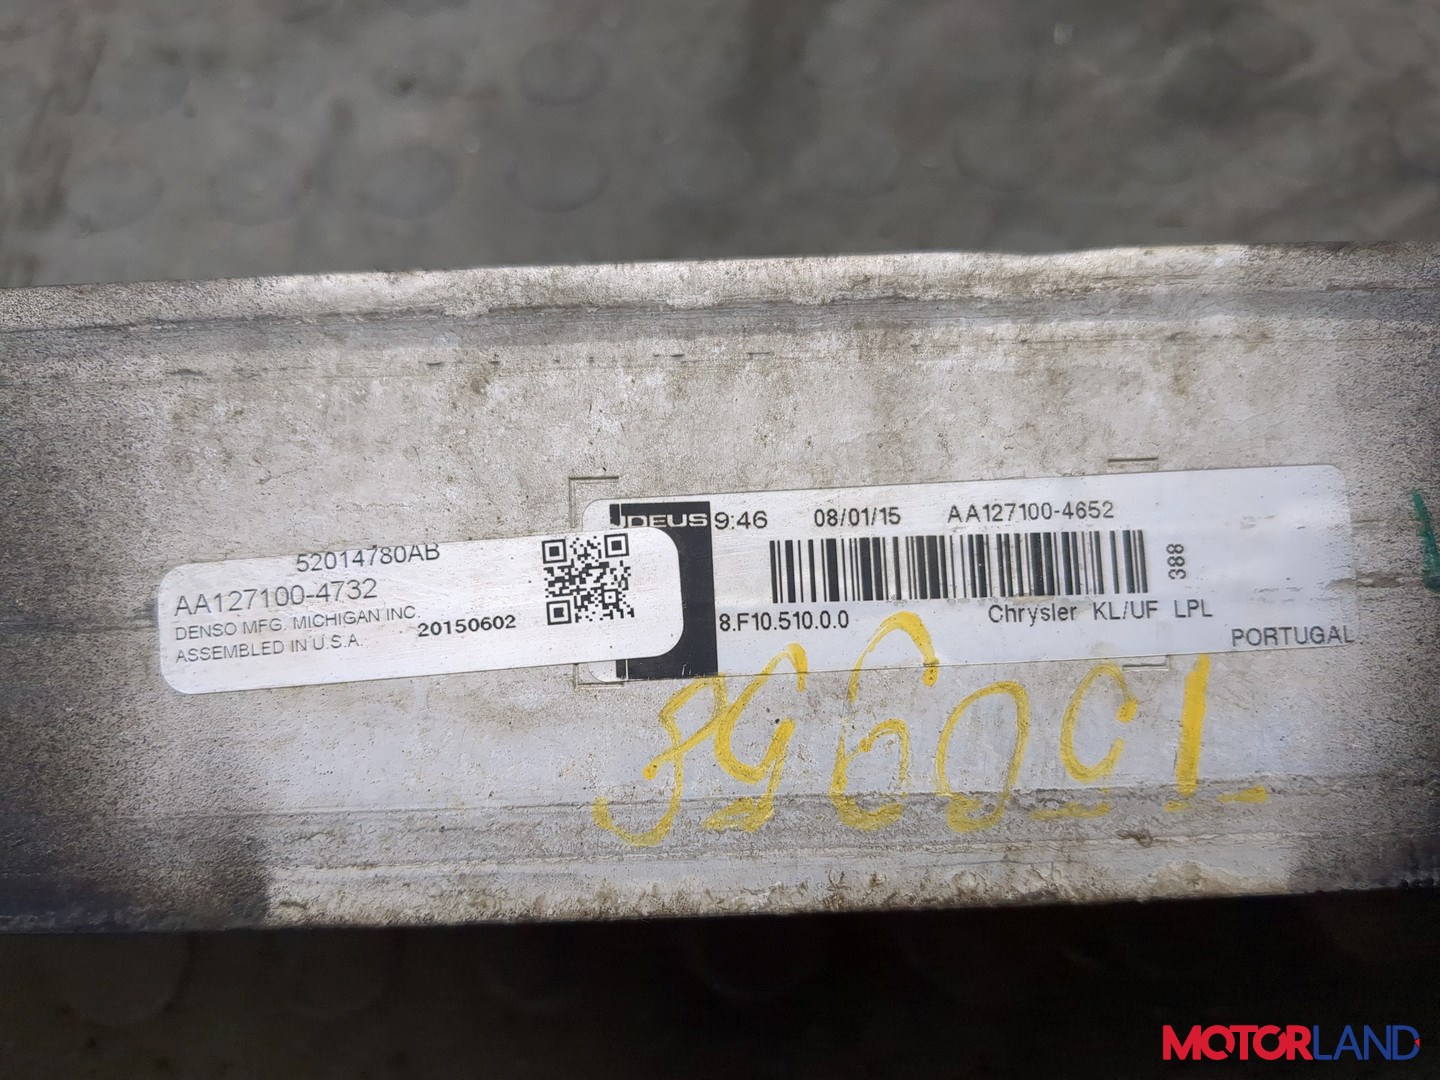 52014780AB
AA127100-4732
DENSO MFG. MICHIGAN INC.
20150602
ASSEMBLED IN U.S.A.
JDEUS 9:46 08/01/15 AA127100-4652
388
8.F10.510.0.0 Chrysler KL/UF LPL
PORTUGAL
MOTORLAND